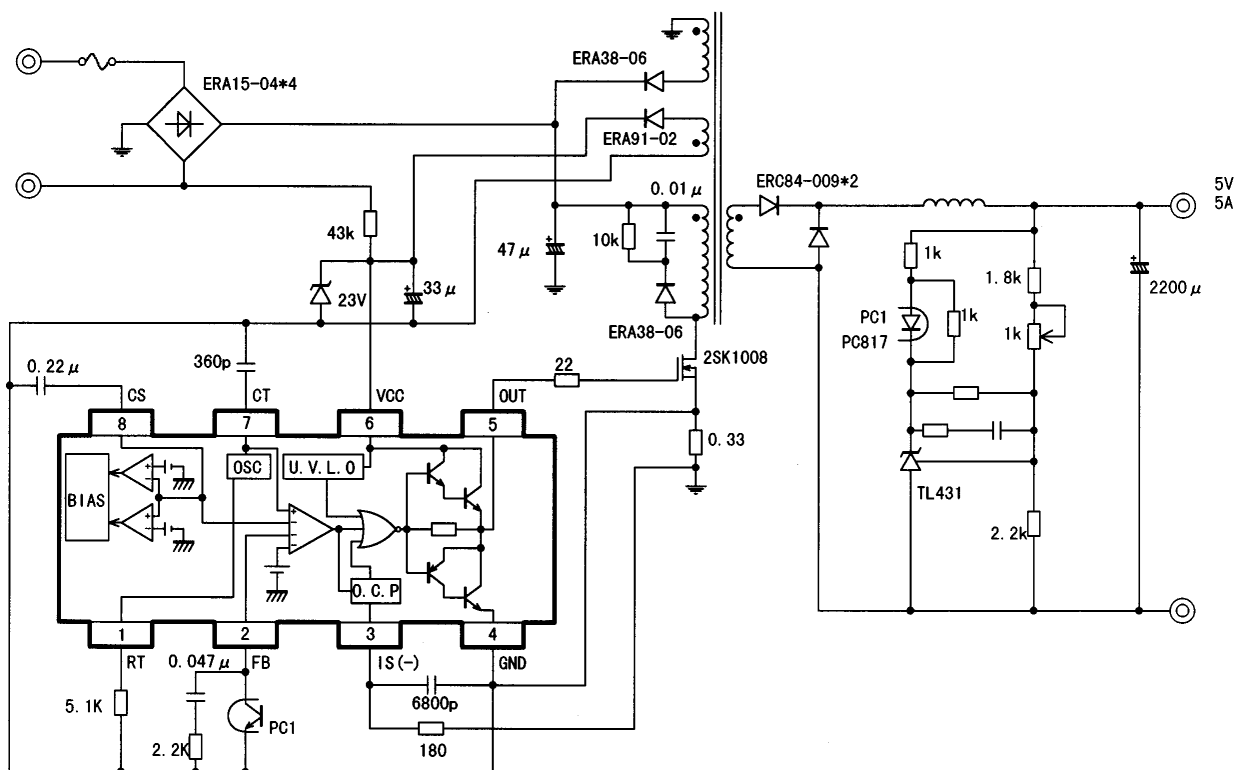 ERA38-06
ERA15-04*4
ERA91-02
ERC84-009*2
5V
5A
0.01μ
43k
10k
47μ
1k
1.8k
2200μ
23V
33μ
PC1
PC817
1k
1k
ERA38-06
0.22μ
360p
22
2SK1008
CS
CT
VCC
OUT
8
7
6
5
0.33
OSC
U.V.L.O
BIAS
TL431
2.2k
O.C.P
1
2
3
4
RT
0.047μ
FB
IS(-)
GND
5.1K
6800p
PC1
2.2K
180